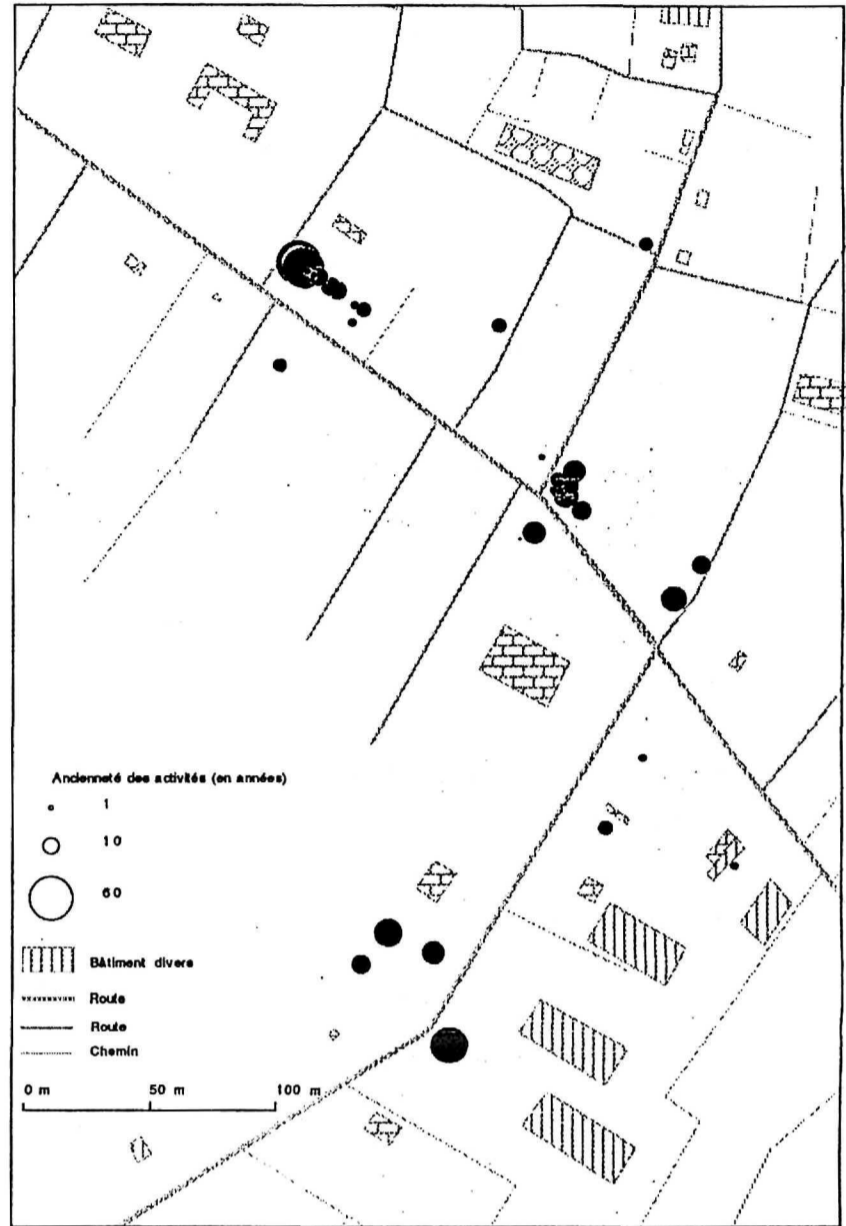 Ancienneté des activités (en années)
1
10
60
Bâtiment divers
Route
Route
Chemin
0 m 50 m 100 m